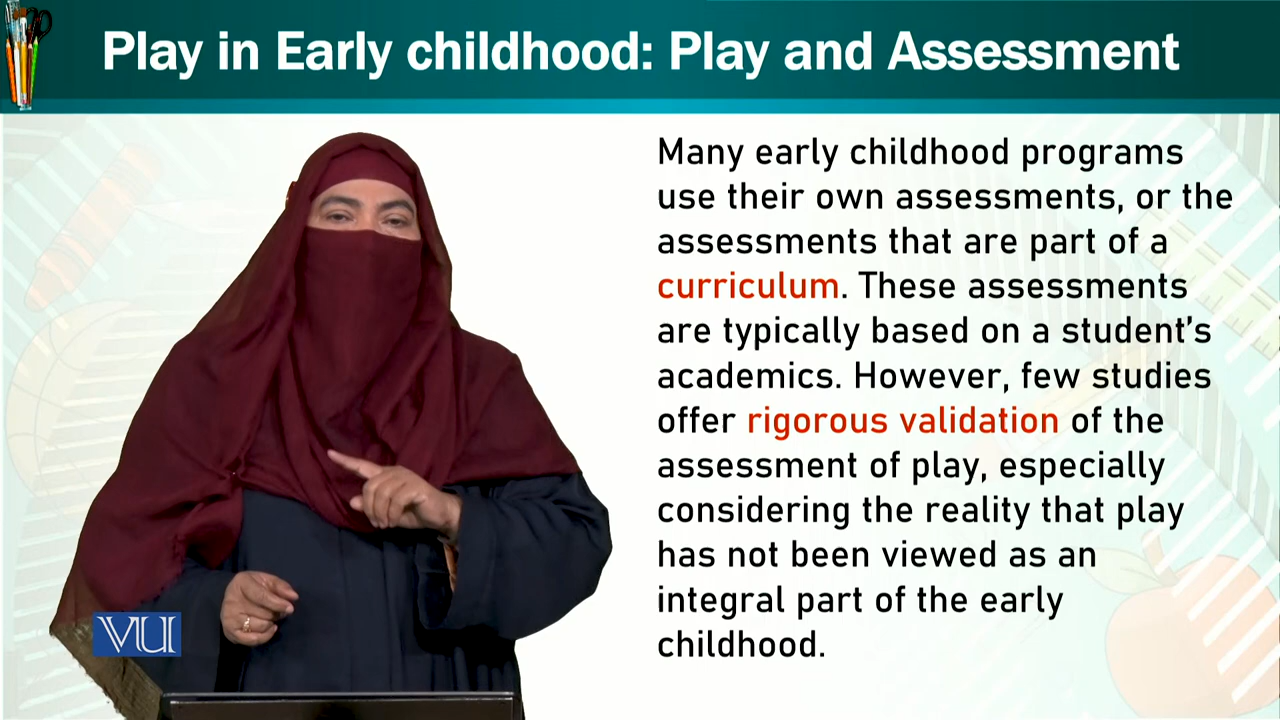 Play in Early childhood: Play and Assessment
Many early childhood programs
use their own assessments, or the
assessments that are part of a
curriculum. These assessments
are typically based on a student's
academics. However, few studies
offer rigorous validation of the
assessment of play, especially
considering the reality that play
has not been viewed as an
integral part of the early
childhood.
VU